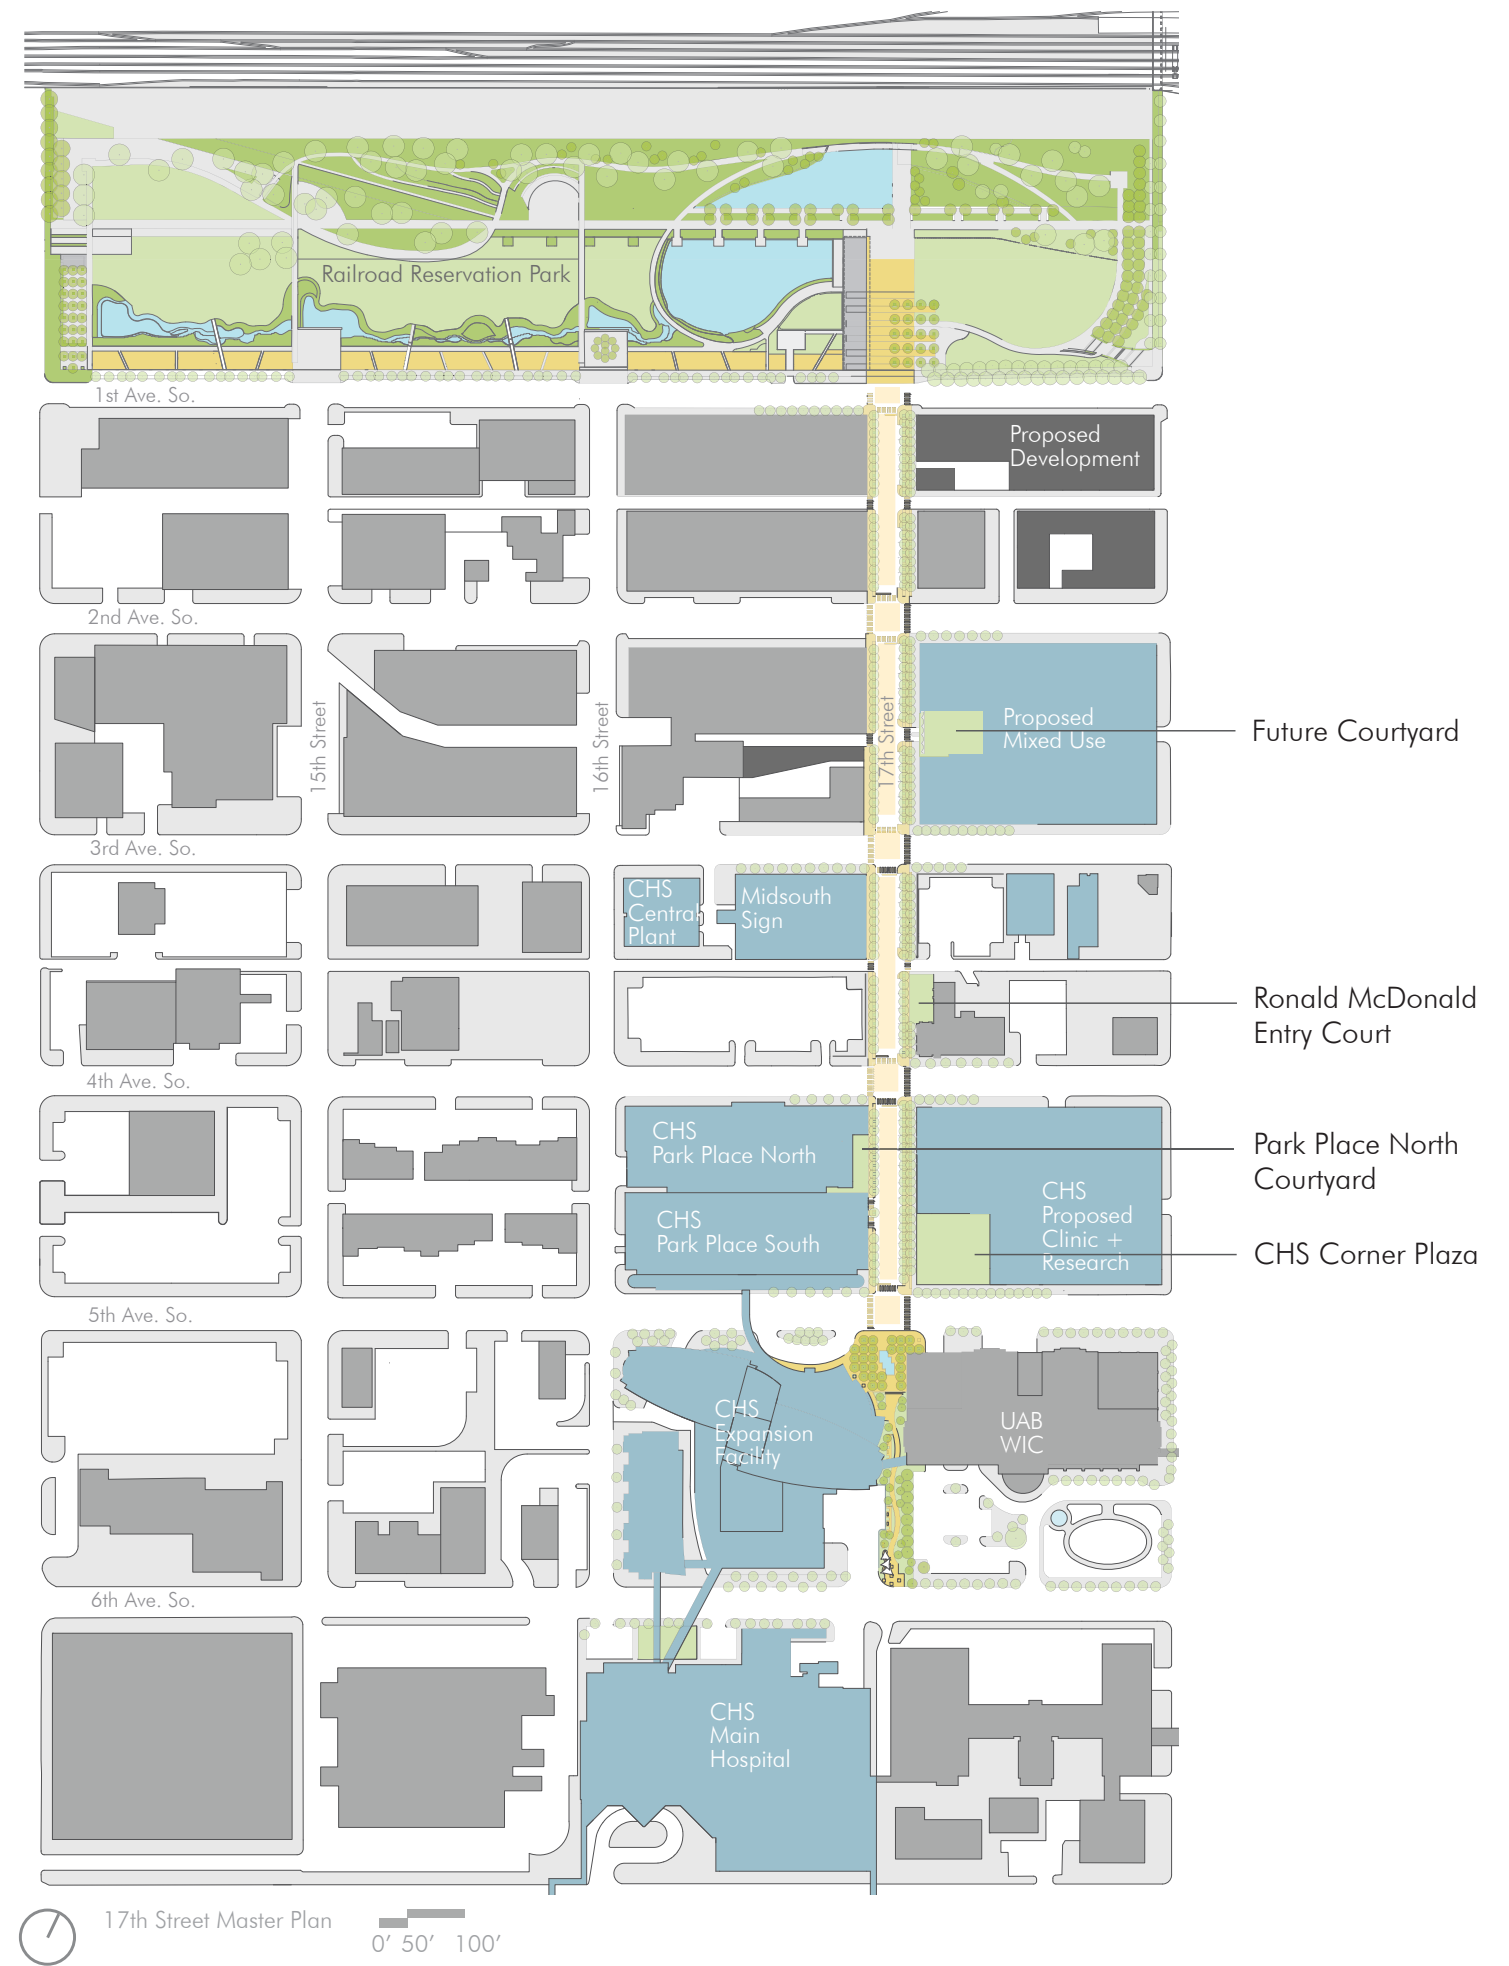 Railroad Reservation Park
1st Ave. So.
Proposed
Development
2nd Ave. So.
15th Street
16th Street
17th Street
Proposed
Mixed Use
Future Courtyard
3rd Ave. So.
CHS
Central
Plant
Midsouth
Sign
Ronald McDonald
Entry Court
4th Ave. So.
CHS
Park Place North
Park Place North
Courtyard
CHS
Park Place South
CHS
Proposed
Clinic +
Research
CHS Corner Plaza
5th Ave. So.
CHS
Expansion
Facility
UAB
WIC
6th Ave. So.
CHS
Main
Hospital
17th Street Master Plan
0' 50' 100'